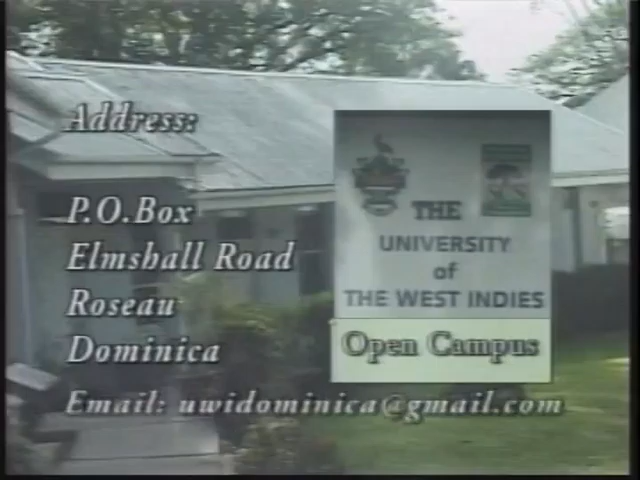 Address:
P.O.Box
Elmshall Road
Roseau
Dominica
Email: uwidominica@gmail.com
THE
UNIVERSITY
of
THE WEST INDIES
Open Campus